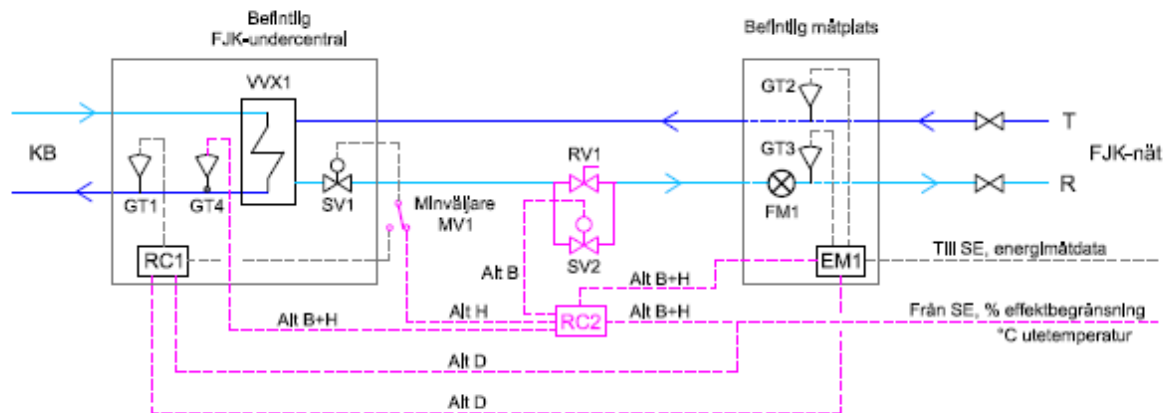 Befintlig
FJK-undercentral
Befintlig mätplats
VVX1
GT2
T
KB
GT3
RV1
FJK-nät
R
GT1
GT4
SV1
Minväljare
MV1
FM1
SV2
RC1
Alt B
EM1
Till SE, energimätdata
Alt B+H
Alt B+H
Alt H
RC2
Alt B+H
Från SE, % effektbegränsning
°C utetemperatur
Alt D
Alt D